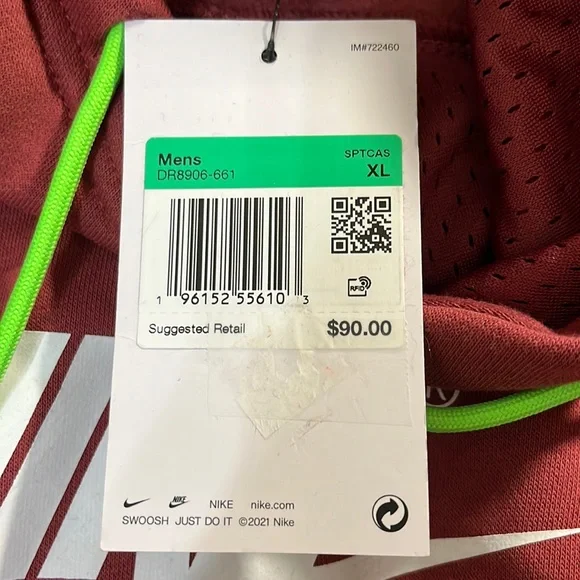 IM#722460
Mens SPTCAS
DR8906-661 XL
1 96152 55610 3
RFID
Suggested Retail $90.00
NIKE NIKE nike.com
SWOOSH JUST DO IT ©2021 Nike